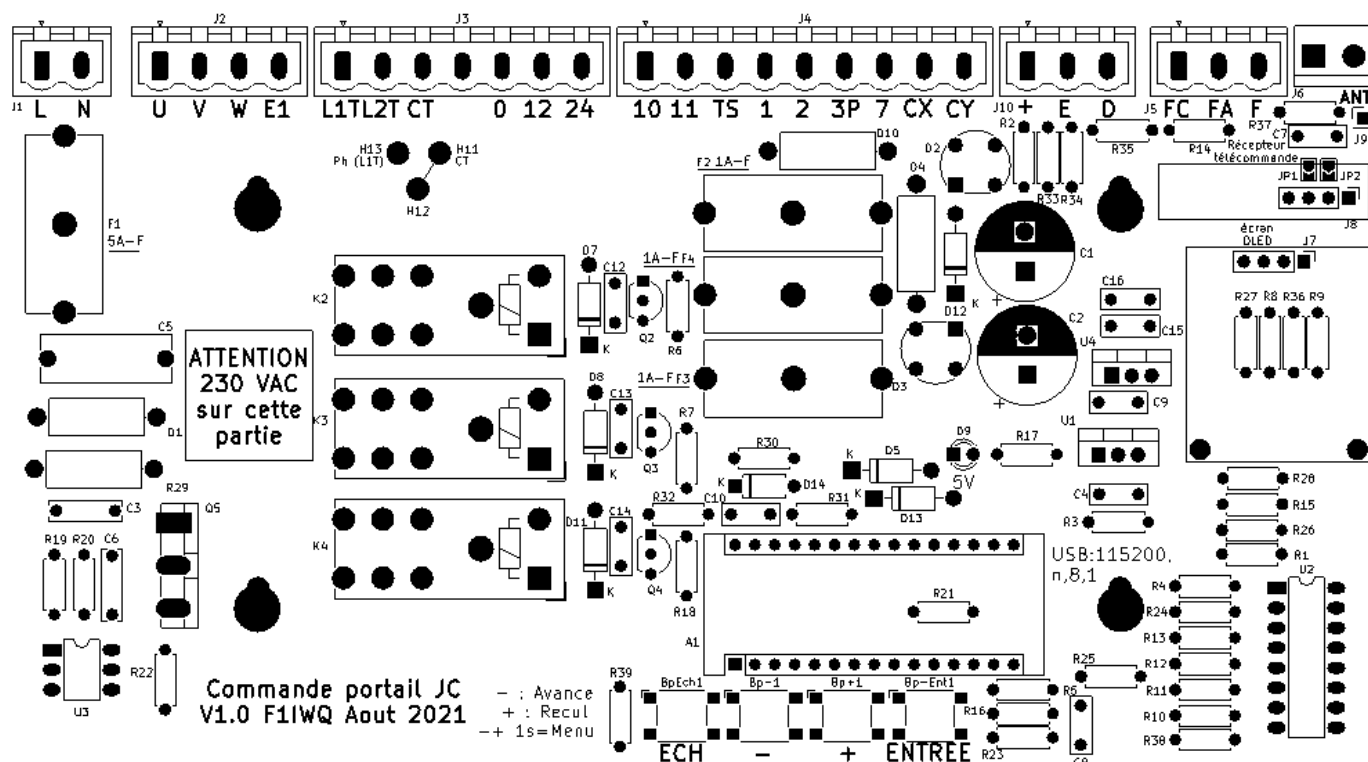 J2
J3
J4
J1
L N
U V W E1
L1T L2T CT 0 12 24
10 11 TS 1 2 3P 7 CX CY
J10
+ E D
J5
FC FA F
J6
ANT
R2
R35
R14
R37
C7
J9
H13
Ph (L1T)
H11
CT
H12
F2 1A-F
D10
D4
D2
R33 R34
Récepteur
télécommande
JP1
JP2
J8
F1
5A-F
écran
OLED
J7
K2
D7
C12
1A-F F4
Q2
R6
D12
K
K
C1
C16
C15
R27 R8 R36 R9
C5
ATTENTION
230 VAC
sur cette
partie
K3
D8
C13
1A-F F3
R7
Q3
K
D3
C2
U4
C9
D1
U1
R30
K
D5
K
D14
D13
D9
5V
R17
C4
R3
R28
R15
R26
R1
R29
C3
Q5
K4
D11
C14
R32
C10
R31
K
Q4
R18
USB:115200,
n,8,1
U2
R19 R20 C6
A1
R21
R4
R24
R13
R12
R11
R10
R38
R25
U3
R22
Commande portail JC
V1.0 F1IWQ Aout 2021
- : Avance
+ : Recul
-+ 1s=Menu
R39
BpEch1
Bp-1
Bp+1
Bp-Ent1
ECH - + ENTREE
R16
R23